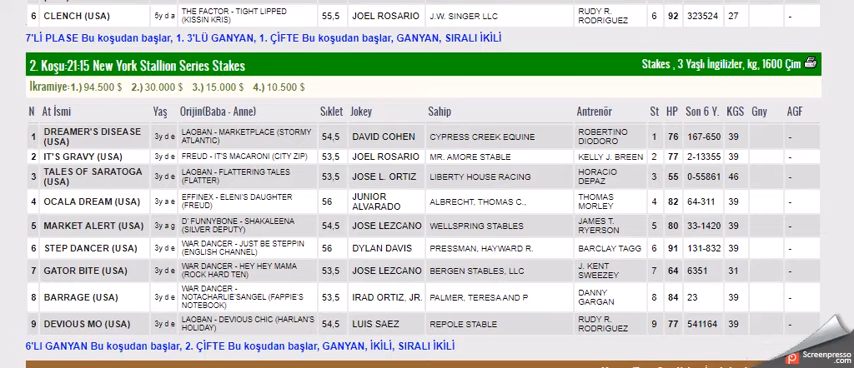 6 CLENCH (USA) 5y d a THE FACTOR - TIGHT LIPPED (KISSIN KRIS) 55,5 JOEL ROSARIO J.W. SINGER LLC RUDY R. RODRIGUEZ 6 92 323524 27 -
7'Lİ PLASE Bu koşudan başlar, 1. 3'LÜ GANYAN, 1. ÇİFTE Bu koşudan başlar, GANYAN, SIRALI İKİLİ
2. Koşu:21:15 New York Stallion Series Stakes Stakes , 3 Yaşlı İngilizler, kg, 1600 Çim
İkramiye:1.) 94.500 $ 2.) 30.000 $ 3.) 15.000 $ 4.) 10.500 $
N At İsmi Yaş Orijin(Baba - Anne) Sıklet Jokey Sahip Antrenör St HP Son 6 Y. KGS Gny AGF
1 DREAMER'S DISEASE (USA) 3y d e LAOBAN - MARKETPLACE (STORMY ATLANTIC) 54,5 DAVID COHEN CYPRESS CREEK EQUINE ROBERTINO DIODORO 1 76 167-650 39 -
2 IT'S GRAVY (USA) 3y d e FREUD - IT'S MACARONI (CITY ZIP) 53,5 JOEL ROSARIO MR. AMORE STABLE KELLY J. BREEN 2 77 2-13355 39 -
3 TALES OF SARATOGA (USA) 3y d e LAOBAN - FLATTERING TALES (FLATTER) 53,5 JOSE L. ORTIZ LIBERTY HOUSE RACING HORACIO DEPAZ 3 55 0-55861 46 -
4 OCALA DREAM (USA) 3y a e EFFINEX - ELENI'S DAUGHTER (FREUD) 56 JUNIOR ALVARADO ALBRECHT, THOMAS C., THOMAS MORLEY 4 82 64-311 39 -
5 MARKET ALERT (USA) 3y a g D' FUNNYBONE - SHAKALEENA (SILVER DEPUTY) 54,5 JOSE LEZCANO WELLSPRING STABLES JAMES T. RYERSON 5 80 33-1420 39 -
6 STEP DANCER (USA) 3y d e WAR DANCER - JUST BE STEPPIN (ENGLISH CHANNEL) 56 DYLAN DAVIS PRESSMAN, HAYWARD R. BARCLAY TAGG 6 91 131-832 39 -
7 GATOR BITE (USA) 3y d e WAR DANCER - HEY HEY MAMA (ROCK HARD TEN) 53,5 JOSE LEZCANO BERGEN STABLES, LLC J. KENT SWEEZEY 7 64 6351 31 -
8 BARRAGE (USA) 3y d e WAR DANCER - NOTACHARLIE'SANGEL (FAPPIE'S NOTEBOOK) 53,5 IRAD ORTIZ, JR. PALMER, TERESA AND P DANNY GARGAN 8 84 23 39 -
9 DEVIOUS MO (USA) 3y d e LAOBAN - DEVIOUS CHIC (HARLAN'S HOLIDAY) 54,5 LUIS SAEZ REPOLE STABLE RUDY R. RODRIGUEZ 9 77 541164 39 -
6'LI GANYAN Bu koşudan başlar, 2. ÇİFTE Bu koşudan başlar, GANYAN, İKİLİ, SIRALI İKİLİ
Screenpresso.com